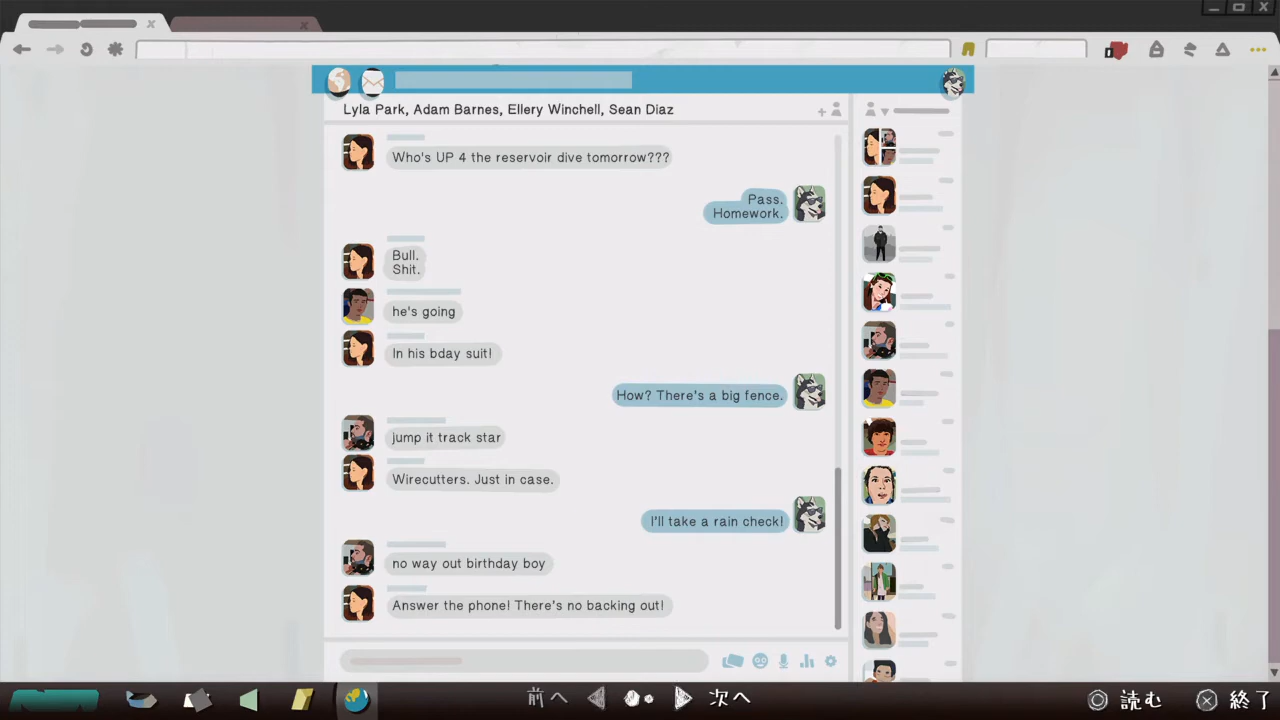 Lyla Park, Adam Barnes, Ellery Winchell, Sean Diaz
Who's UP 4 the reservoir dive tomorrow???
Pass.
Homework.
Bull.
Shit.
he's going
In his bday suit!
How? There's a big fence.
jump it track star
Wirecutters. Just in case.
I'll take a rain check!
no way out birthday boy
Answer the phone! There's no backing out!
前へ 次へ 読む 終了